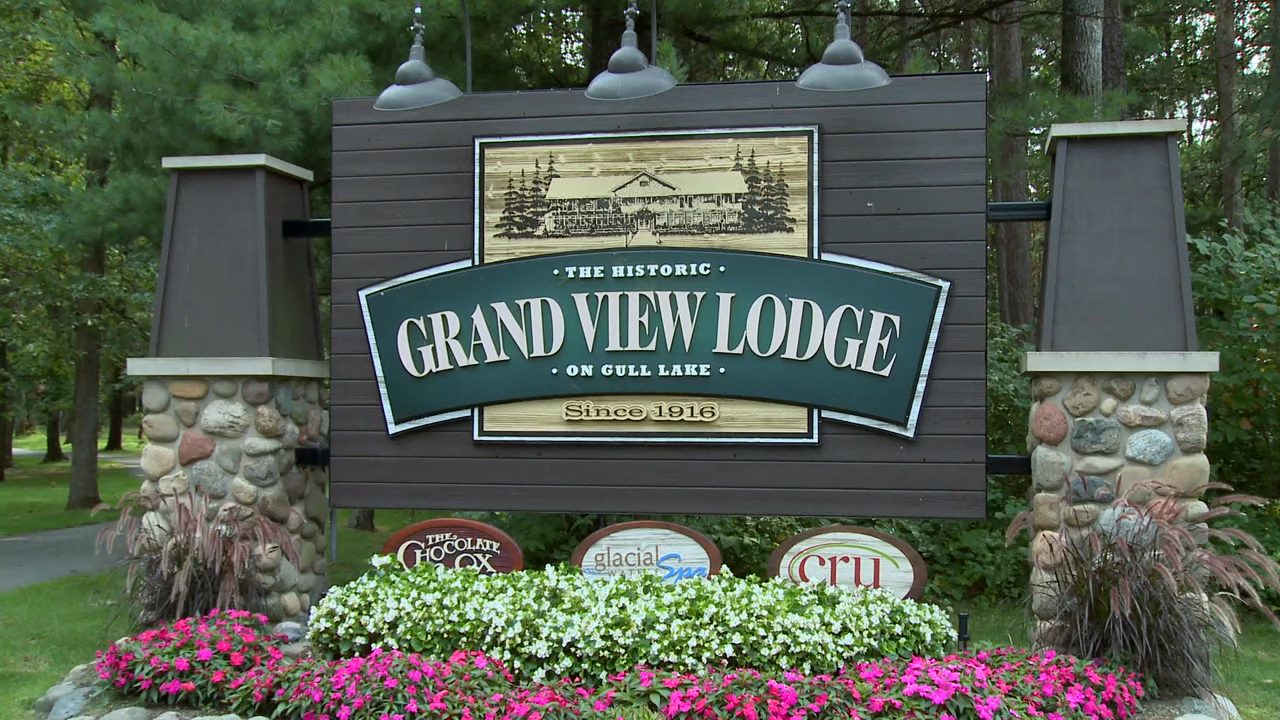 • THE HISTORIC •
GRAND VIEW LODGE
• ON GULL LAKE •
Since 1916
THE
CHOCOLATE
glacial
Spa
cru